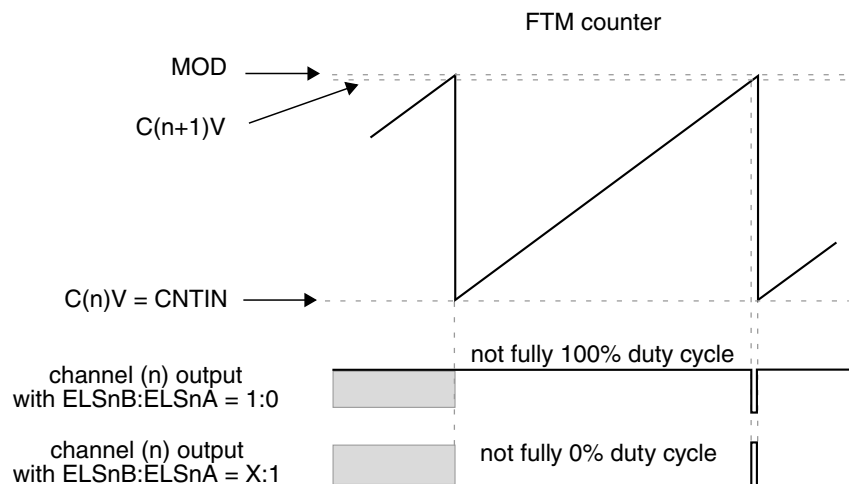 FTM counter
MOD
C(n+1)V
C(n)V = CNTIN
not fully 100% duty cycle
channel (n) output
with ELSnB:ELSnA = 1:0
channel (n) output
with ELSnB:ELSnA = X:1
not fully 0% duty cycle